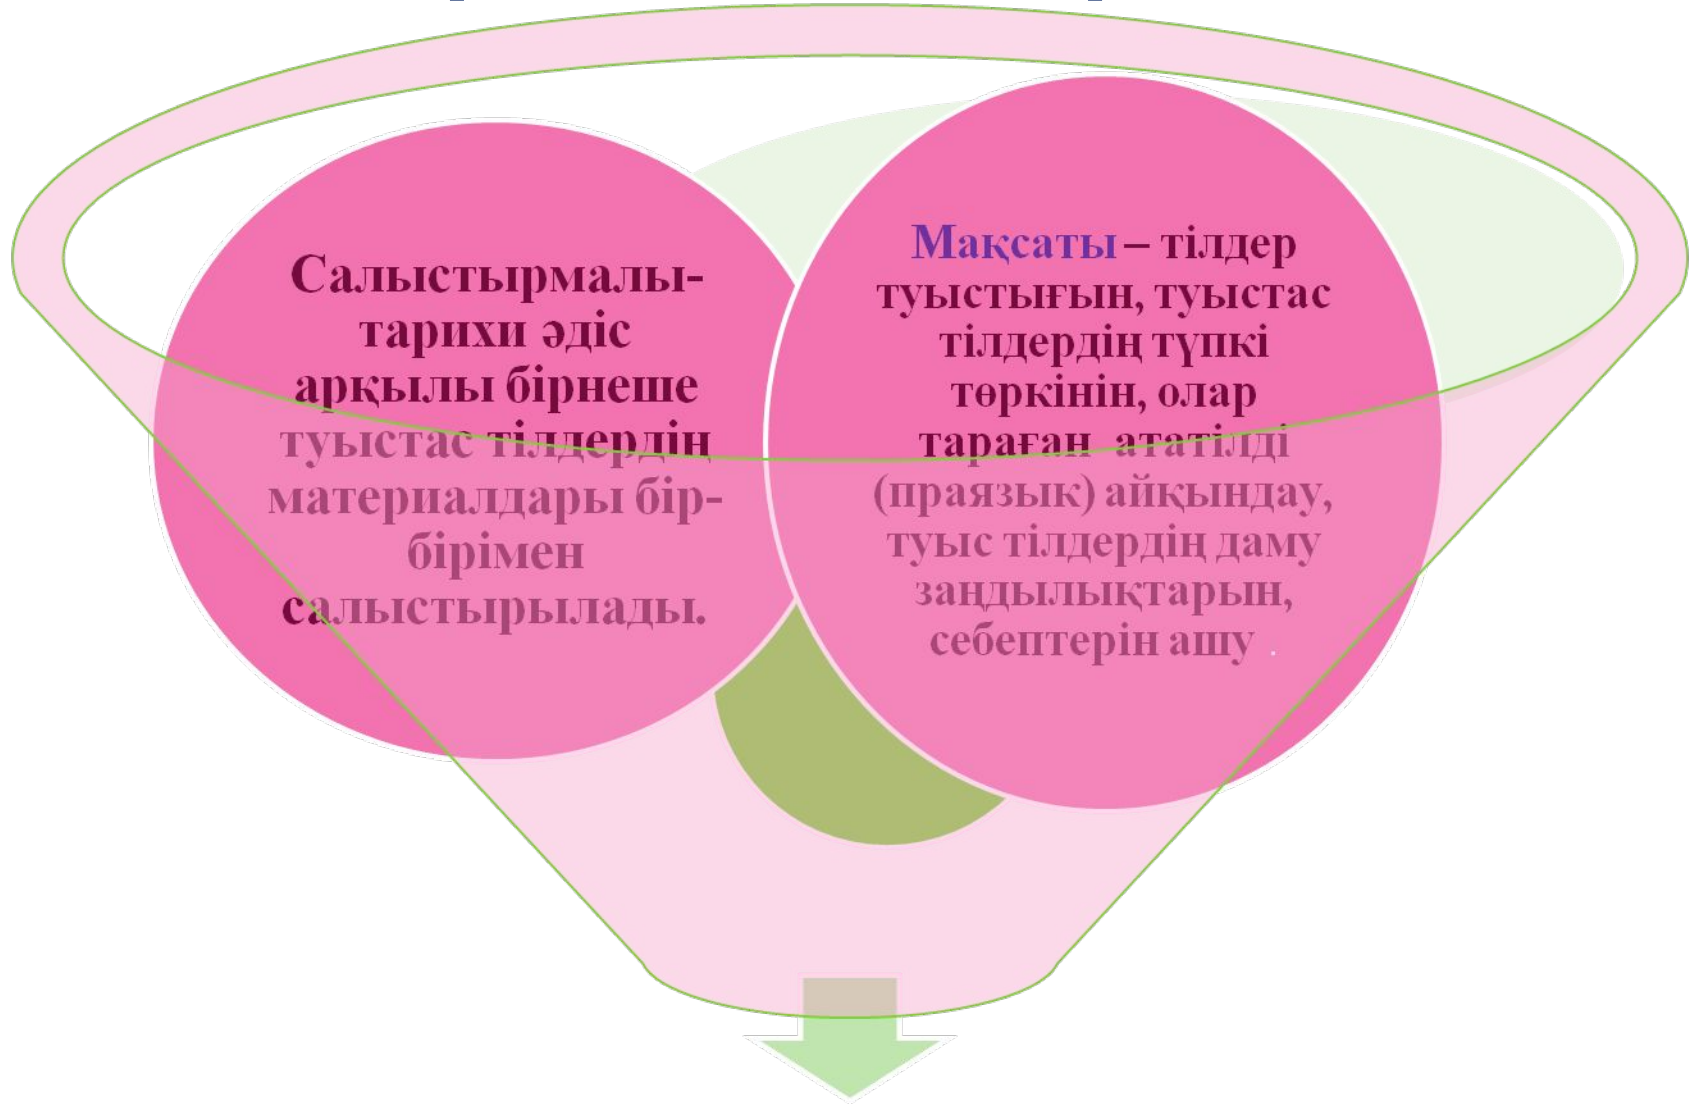 Салыстырмалы-
тарихи әдіс
арқылы бірнеше
туыстас тілдердің
материалдары бір-
бірімен
салыстырылады.
Мақсаты – тілдер
туыстығын, туыстас
тілдердің түпкі
төркінін, олар
тараған ататілді
(праязык) айқындау,
туыс тілдердің даму
заңдылықтарын,
себептерін ашу .